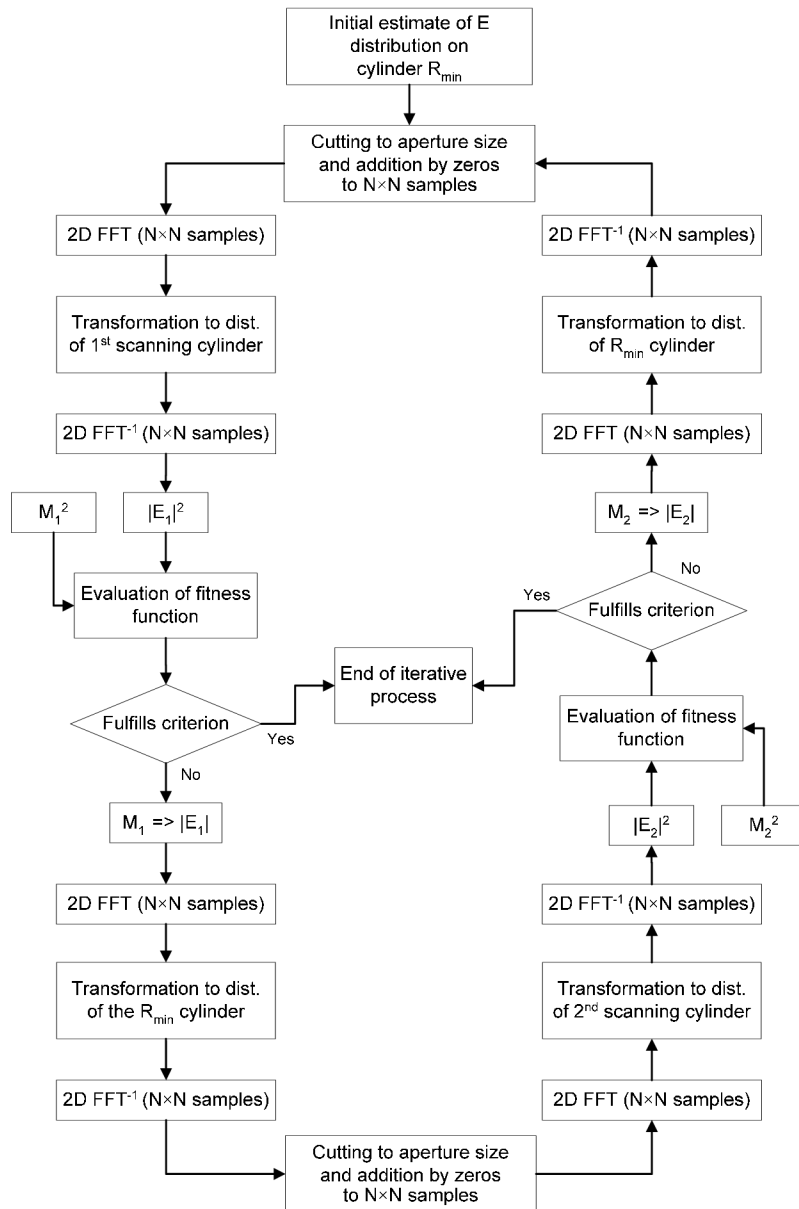 Initial estimate of E
distribution on
cylinder Rmin
Cutting to aperture size
and addition by zeros
to N×N samples
2D FFT (N×N samples)
Transformation to dist.
of 1st scanning cylinder
2D FFT-1 (N×N samples)
M1²
|E1|²
Evaluation of fitness
function
Fulfills criterion
Yes
No
M1 => |E1|
2D FFT (N×N samples)
Transformation to dist.
of the Rmin cylinder
2D FFT-1 (N×N samples)
Cutting to aperture size
and addition by zeros
to N×N samples
End of iterative
process
2D FFT-1 (N×N samples)
Transformation to dist.
of Rmin cylinder
2D FFT (N×N samples)
M2 => |E2|
No
Yes
Fulfills criterion
Evaluation of fitness
function
|E2|²
M2²
2D FFT-1 (N×N samples)
Transformation to dist.
of 2nd scanning cylinder
2D FFT (N×N samples)